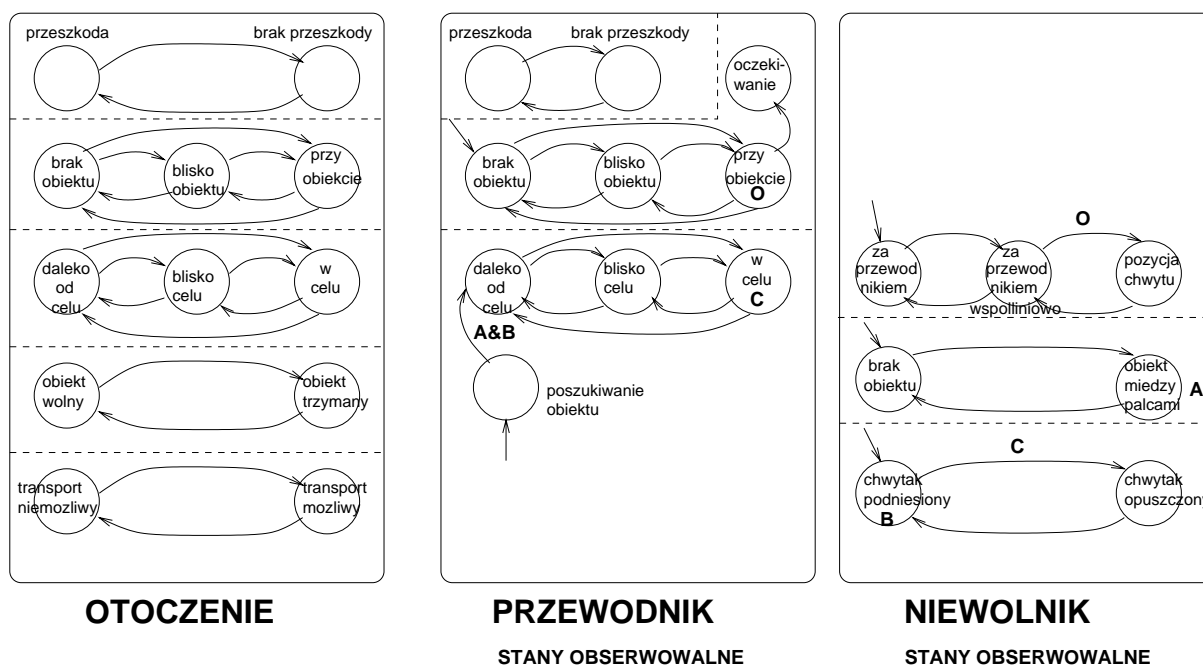 przeszkoda
brak przeszkody
brak
obiektu
blisko
obiektu
przy
obiekcie
daleko
od
celu
blisko
celu
w
celu
obiekt
wolny
obiekt
trzymany
transport
niemozliwy
transport
mozliwy
OTOCZENIE
przeszkoda
brak przeszkody
oczeki-
wanie
brak
obiektu
blisko
obiektu
przy
obiekcie
O
daleko
od
celu
blisko
celu
w
celu
C
A&B
poszukiwanie
obiektu
PRZEWODNIK
STANY OBSERWOWALNE
O
za
przewod
nikiem
za
przewod
nikiem
wspolliniowo
pozycja
chwytu
brak
obiektu
obiekt
miedzy
palcami
A
C
chwytak
podniesiony
B
chwytak
opuszczony
NIEWOLNIK
STANY OBSERWOWALNE